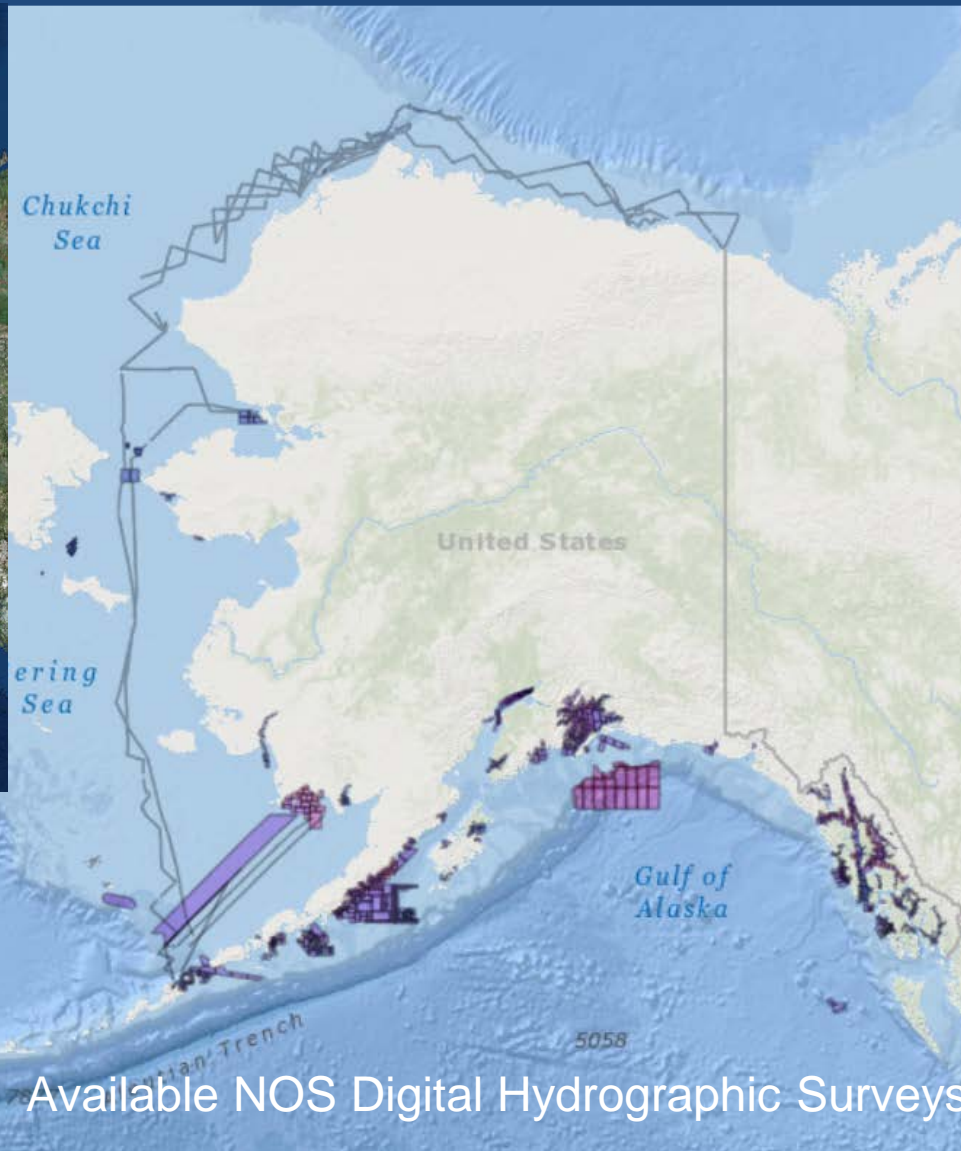 Chukchi
Sea
United States
ering
Sea
Gulf of
Alaska
Trench
5058
Available NOS Digital Hydrographic Surveys